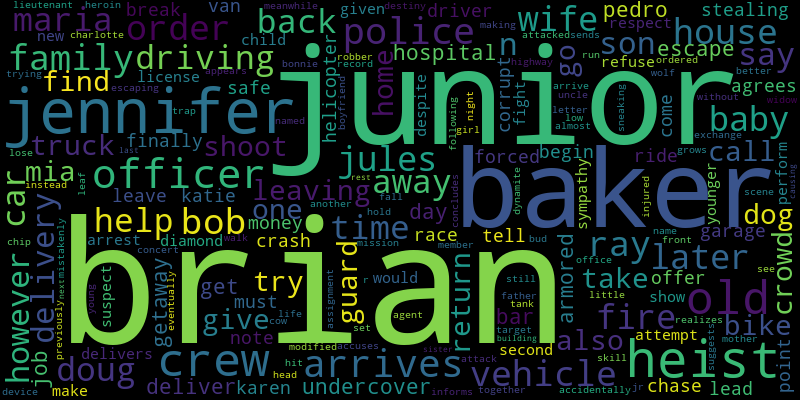 lieutenant heroin meanwhile destiny making
maria break van given driver pedro stealing
order back police wife respect
charlotte new child attackedsends
family driving helicopter hospital corrupt go son escape house say
robber bonnie record run ordered better
find license safe home despite n refuse agrees
trying appears highway wolf widow
jennifer junior
escaping boyfriend arrive uncle without
trap named sneaking letter almost low exchange
truck finally shoot following night girl fight come baby
lose last jules forced begin ride grows call
mia officer away baker
car leaf instead rest dynamite sympathy younger perform
leave katie leaving another concludes injured scene causing
delivery help bob one time day hold fall member bud name front dog
chip money mission race tell garage
however arrest diamond walk crash still office see crowd
mistakenly concert r ray later
next suspect getaway try guard would return father armored take offer old
previously young eventually get must tank little show
job give life assignment agent bar target fire bike
brian note cow set building also realizes mother
doug delivers crew modified accuses second attempt suggests pointe
hit sister arrives vehicle heist
device make deliver karen head undercover informs attack together skill accidentally jr chase lead